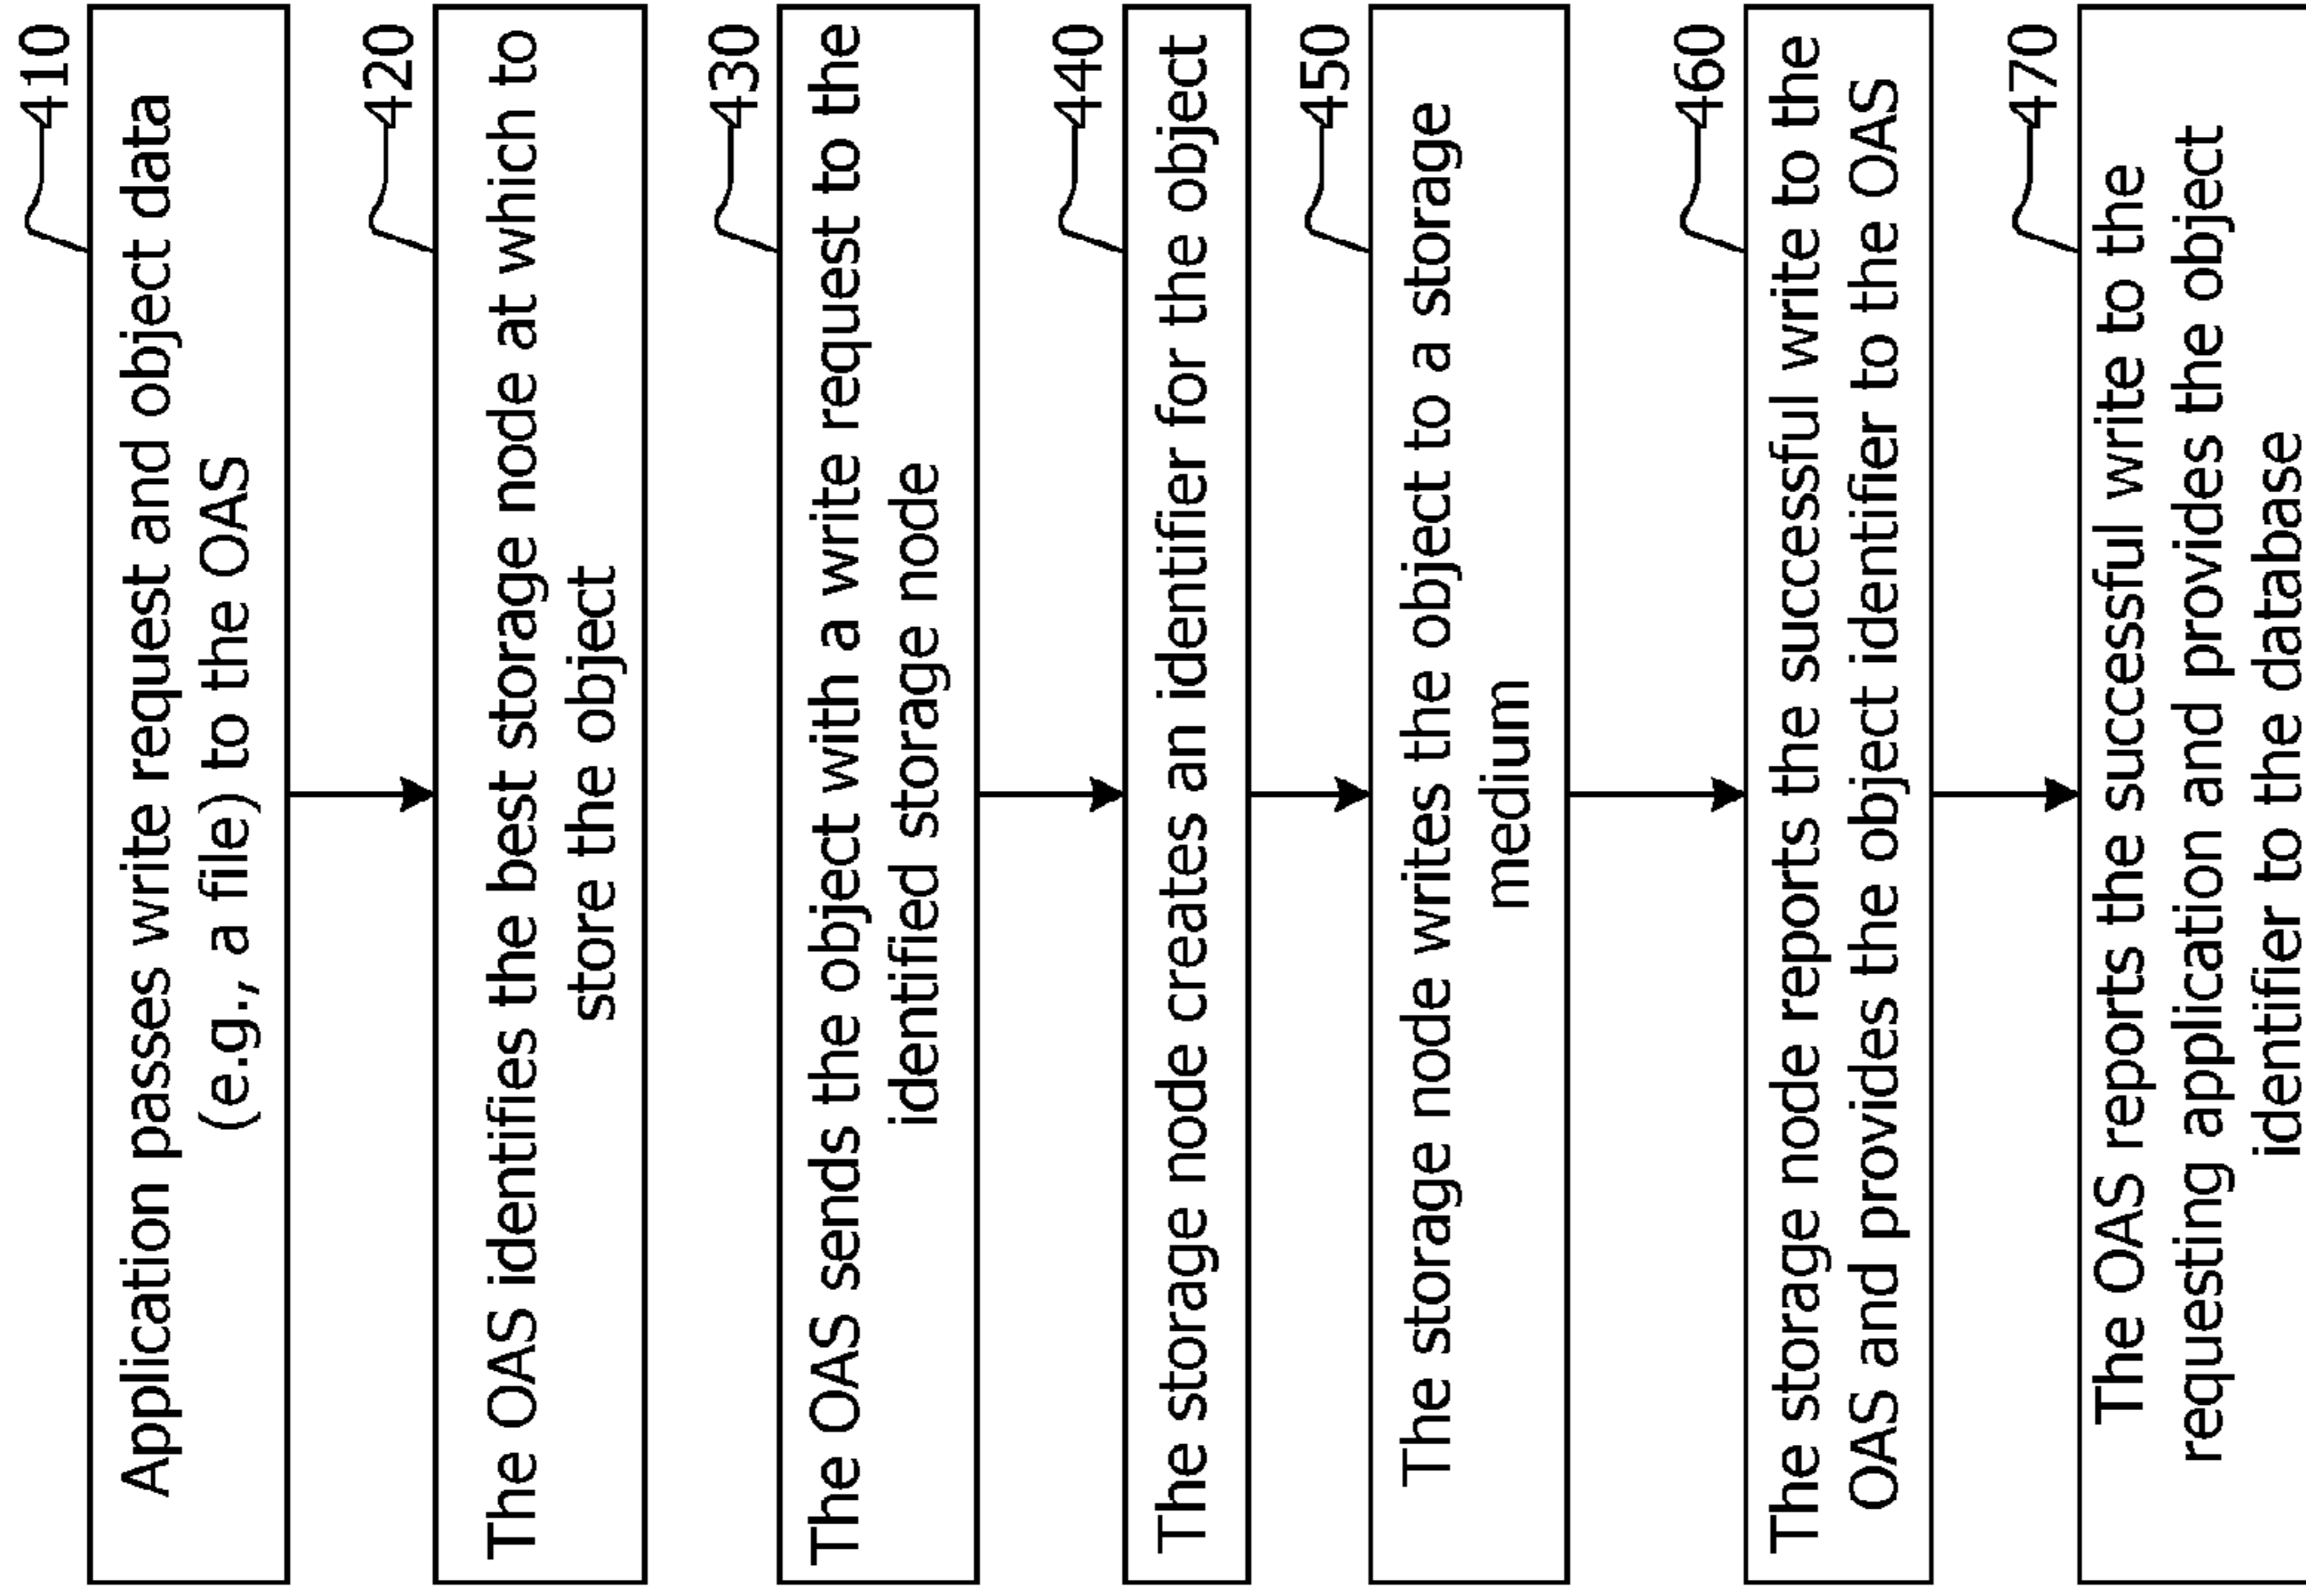 410
Application passes write request and object data
(e.g., a file) to the OAS
420
The OAS identifies the best storage node at which to
store the object
430
The OAS sends the object with a write request to the
identified storage node
440
The storage node creates an identifier for the object
450
The storage node writes the object to a storage
medium
460
The storage node reports the successful write to the
OAS and provides the object identifier to the OAS
470
The OAS reports the successful write to the
requesting application and provides the object
identifier to the database